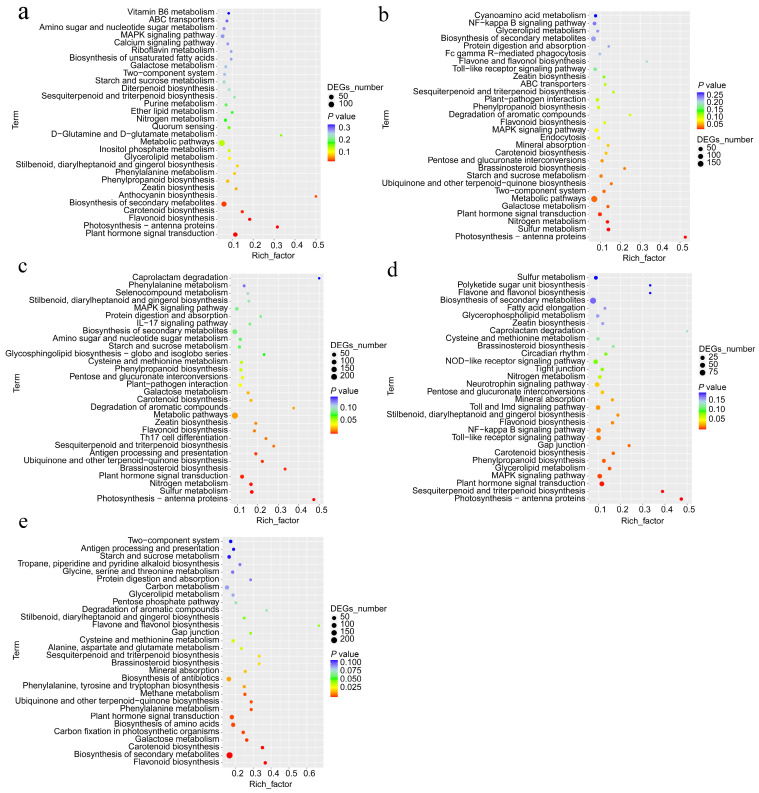 a
Term
Vitamin B6 metabolism
ABC transporters
Amino sugar and nucleotide sugar metabolism
MAPK signaling pathway
Calcium signaling pathway
Riboflavin metabolism
Biosynthesis of unsaturated fatty acids
Galactose metabolism
Two-component system
Starch and sucrose metabolism
Diterpenoid biosynthesis
Sesquiterpenoid and triterpenoid biosynthesis
Purine metabolism
Ether lipid metabolism
Nitrogen metabolism
Quorum sensing
D-Glutamine and D-glutamate metabolism
Metabolic pathways
Inositol phosphate metabolism
Glycerolipid metabolism
Stilbenoid, diarylheptanoid and gingerol biosynthesis
Phenylalanine metabolism
Phenylpropanoid biosynthesis
Zeatin biosynthesis
Anthocyanin biosynthesis
Biosynthesis of secondary metabolites
Carotenoid biosynthesis
Flavonoid biosynthesis
Photosynthesis − antenna proteins
Plant hormone signal transduction
0.1 0.2 0.3 0.4 0.5
Rich_factor
DEGs_number
50
100
P value
0.3
0.2
0.1
b
Term
Cyanoamino acid metabolism
NF-kappa B signaling pathway
Glycerolipid metabolism
Biosynthesis of secondary metabolites
Protein digestion and absorption
Fc gamma R-mediated phagocytosis
Flavone and flavonol biosynthesis
Toll-like receptor signaling pathway
Zeatin biosynthesis
ABC transporters
Sesquiterpenoid and triterpenoid biosynthesis
Plant-pathogen interaction
Phenylpropanoid biosynthesis
Degradation of aromatic compounds
Flavonoid biosynthesis
MAPK signaling pathway
Endocytosis
Mineral absorption
Carotenoid biosynthesis
Pentose and glucuronate interconversions
Brassinosteroid biosynthesis
Starch and sucrose metabolism
Ubiquinone and other terpenoid-quinone biosynthesis
Two-component system
Metabolic pathways
Galactose metabolism
Plant hormone signal transduction
Nitrogen metabolism
Sulfur metabolism
Photosynthesis − antenna proteins
0.1 0.2 0.3 0.4 0.5
Rich_factor
P value
0.25
0.20
0.15
0.10
0.05
DEGs_number
50
100
150
c
Term
Caprolactam degradation
Phenylalanine metabolism
Selenocompound metabolism
Stilbenoid, diarylheptanoid and gingerol biosynthesis
MAPK signaling pathway
Protein digestion and absorption
IL-17 signaling pathway
Biosynthesis of secondary metabolites
Amino sugar and nucleotide sugar metabolism
Starch and sucrose metabolism
Glycosphingolipid biosynthesis − globo and isoglobo series
Cysteine and methionine metabolism
Phenylpropanoid biosynthesis
Pentose and glucuronate interconversions
Plant-pathogen interaction
Galactose metabolism
Carotenoid biosynthesis
Degradation of aromatic compounds
Metabolic pathways
Zeatin biosynthesis
Flavonoid biosynthesis
Th17 cell differentiation
Sesquiterpenoid and triterpenoid biosynthesis
Antigen processing and presentation
Ubiquinone and other terpenoid-quinone biosynthesis
Brassinosteroid biosynthesis
Plant hormone signal transduction
Nitrogen metabolism
Sulfur metabolism
Photosynthesis − antenna proteins
0.1 0.2 0.3 0.4 0.5
Rich_factor
DEGs_number
50
100
150
200
P value
0.10
0.05
d
Term
Sulfur metabolism
Polyketide sugar unit biosynthesis
Flavone and flavonol biosynthesis
Biosynthesis of secondary metabolites
Fatty acid elongation
Glycerophospholipid metabolism
Zeatin biosynthesis
Caprolactam degradation
Cysteine and methionine metabolism
Brassinosteroid biosynthesis
Circadian rhythm
NOD-like receptor signaling pathway
Tight junction
Nitrogen metabolism
Neurotrophin signaling pathway
Pentose and glucuronate interconversions
Mineral absorption
Toll and Imd signaling pathway
Stilbenoid, diarylheptanoid and gingerol biosynthesis
Flavonoid biosynthesis
NF-kappa B signaling pathway
Toll-like receptor signaling pathway
Gap junction
Carotenoid biosynthesis
Phenylpropanoid biosynthesis
Glycerolipid metabolism
MAPK signaling pathway
Plant hormone signal transduction
Sesquiterpenoid and triterpenoid biosynthesis
Photosynthesis − antenna proteins
0.1 0.2 0.3 0.4 0.5
Rich_factor
DEGs_number
25
50
75
P value
0.15
0.10
0.05
e
Term
Two-component system
Antigen processing and presentation
Starch and sucrose metabolism
Tropane, piperidine and pyridine alkaloid biosynthesis
Glycine, serine and threonine metabolism
Protein digestion and absorption
Carbon metabolism
Glycerolipid metabolism
Pentose phosphate pathway
Degradation of aromatic compounds
Stilbenoid, diarylheptanoid and gingerol biosynthesis
Flavone and flavonol biosynthesis
Gap junction
Cysteine and methionine metabolism
Alanine, aspartate and glutamate metabolism
Sesquiterpenoid and triterpenoid biosynthesis
Brassinosteroid biosynthesis
Mineral absorption
Biosynthesis of antibiotics
Phenylalanine, tyrosine and tryptophan biosynthesis
Methane metabolism
Ubiquinone and other terpenoid-quinone biosynthesis
Phenylalanine metabolism
Plant hormone signal transduction
Biosynthesis of amino acids
Carbon fixation in photosynthetic organisms
Galactose metabolism
Carotenoid biosynthesis
Biosynthesis of secondary metabolites
Flavonoid biosynthesis
0.2 0.3 0.4 0.5 0.6
Rich_factor
DEGs_number
50
100
150
200
P value
0.100
0.075
0.050
0.025